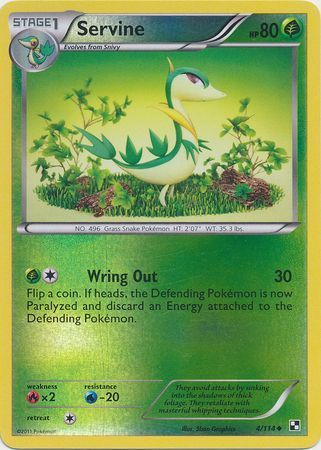 STAGE1
Servine
HP80
Evolves from Snivy
NO. 496 Grass Snake Pokémon HT: 2'07" WT: 35.3 lbs.
Wring Out 30
Flip a coin. If heads, the Defending Pokémon is now
Paralyzed and discard an Energy attached to the
Defending Pokémon.
weakness
×2
resistance
-20
retreat
They avoid attacks by sinking
into the shadows of thick
foliage. They retaliate with
masterful whipping techniques.
©2011 Pokémon
Illus. 5ban Graphics
4/114